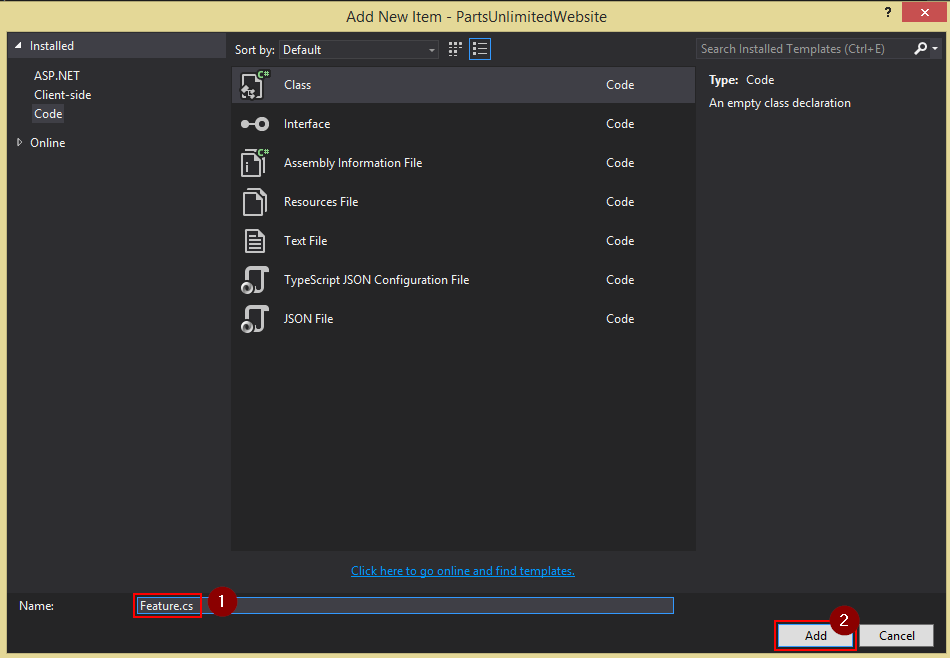 Add New Item - PartsUnlimitedWebsite
?
Installed
Sort by: Default
Search Installed Templates (Ctrl+E)
ASP.NET
Client-side
Code
Online
C# Class Code
Interface Code
C# Assembly Information File Code
Resources File Code
Text File Code
TypeScript JSON Configuration File Code
JSON File Code
Type: Code
An empty class declaration
Click here to go online and find templates.
Name: Feature.cs 1
2
Add Cancel